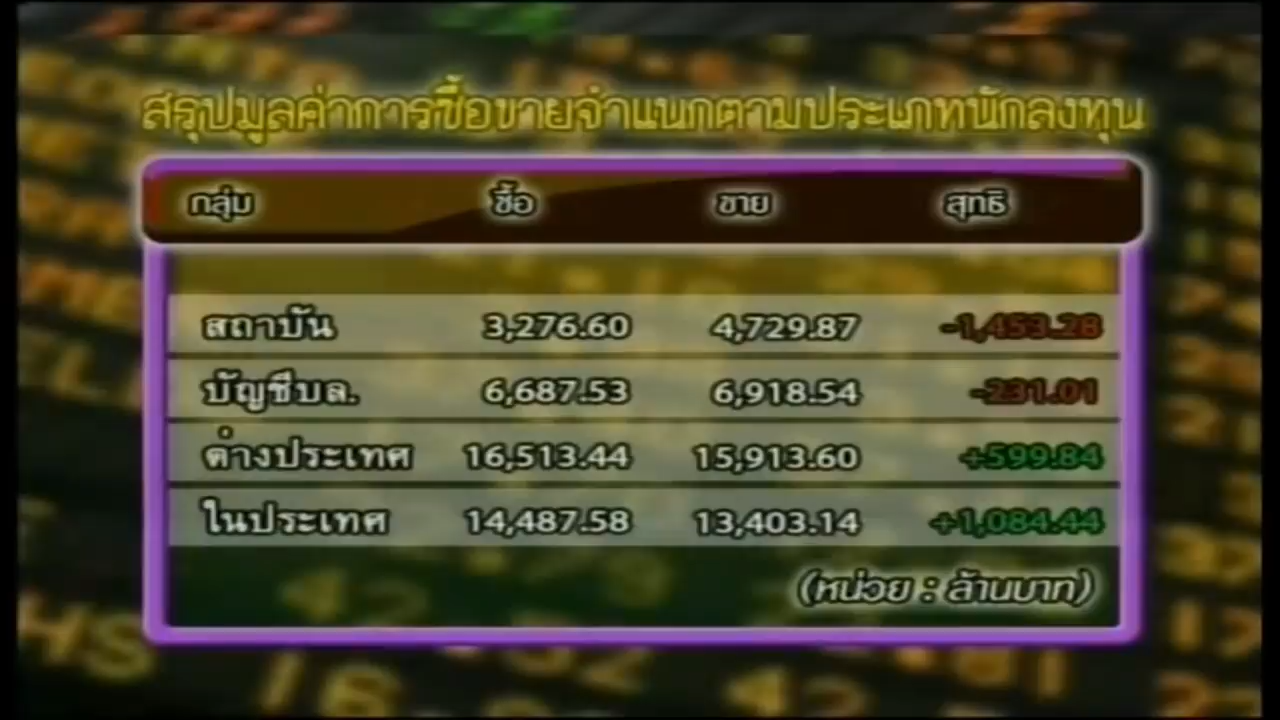 สรุปมูลค่าการซื้อขายจำแนกตามประเภทนักลงทุน
กลุ่ม ซื้อ ขาย สุทธิ
สถาบัน 3,276.60 4,729.87 -1,453.28
บัญชีบล. 6,687.53 6,918.54 -231.01
ต่างประเทศ 16,513.44 15,913.60 +599.84
ในประเทศ 14,487.58 13,403.14 +1,084.44
(หน่วย : ล้านบาท)